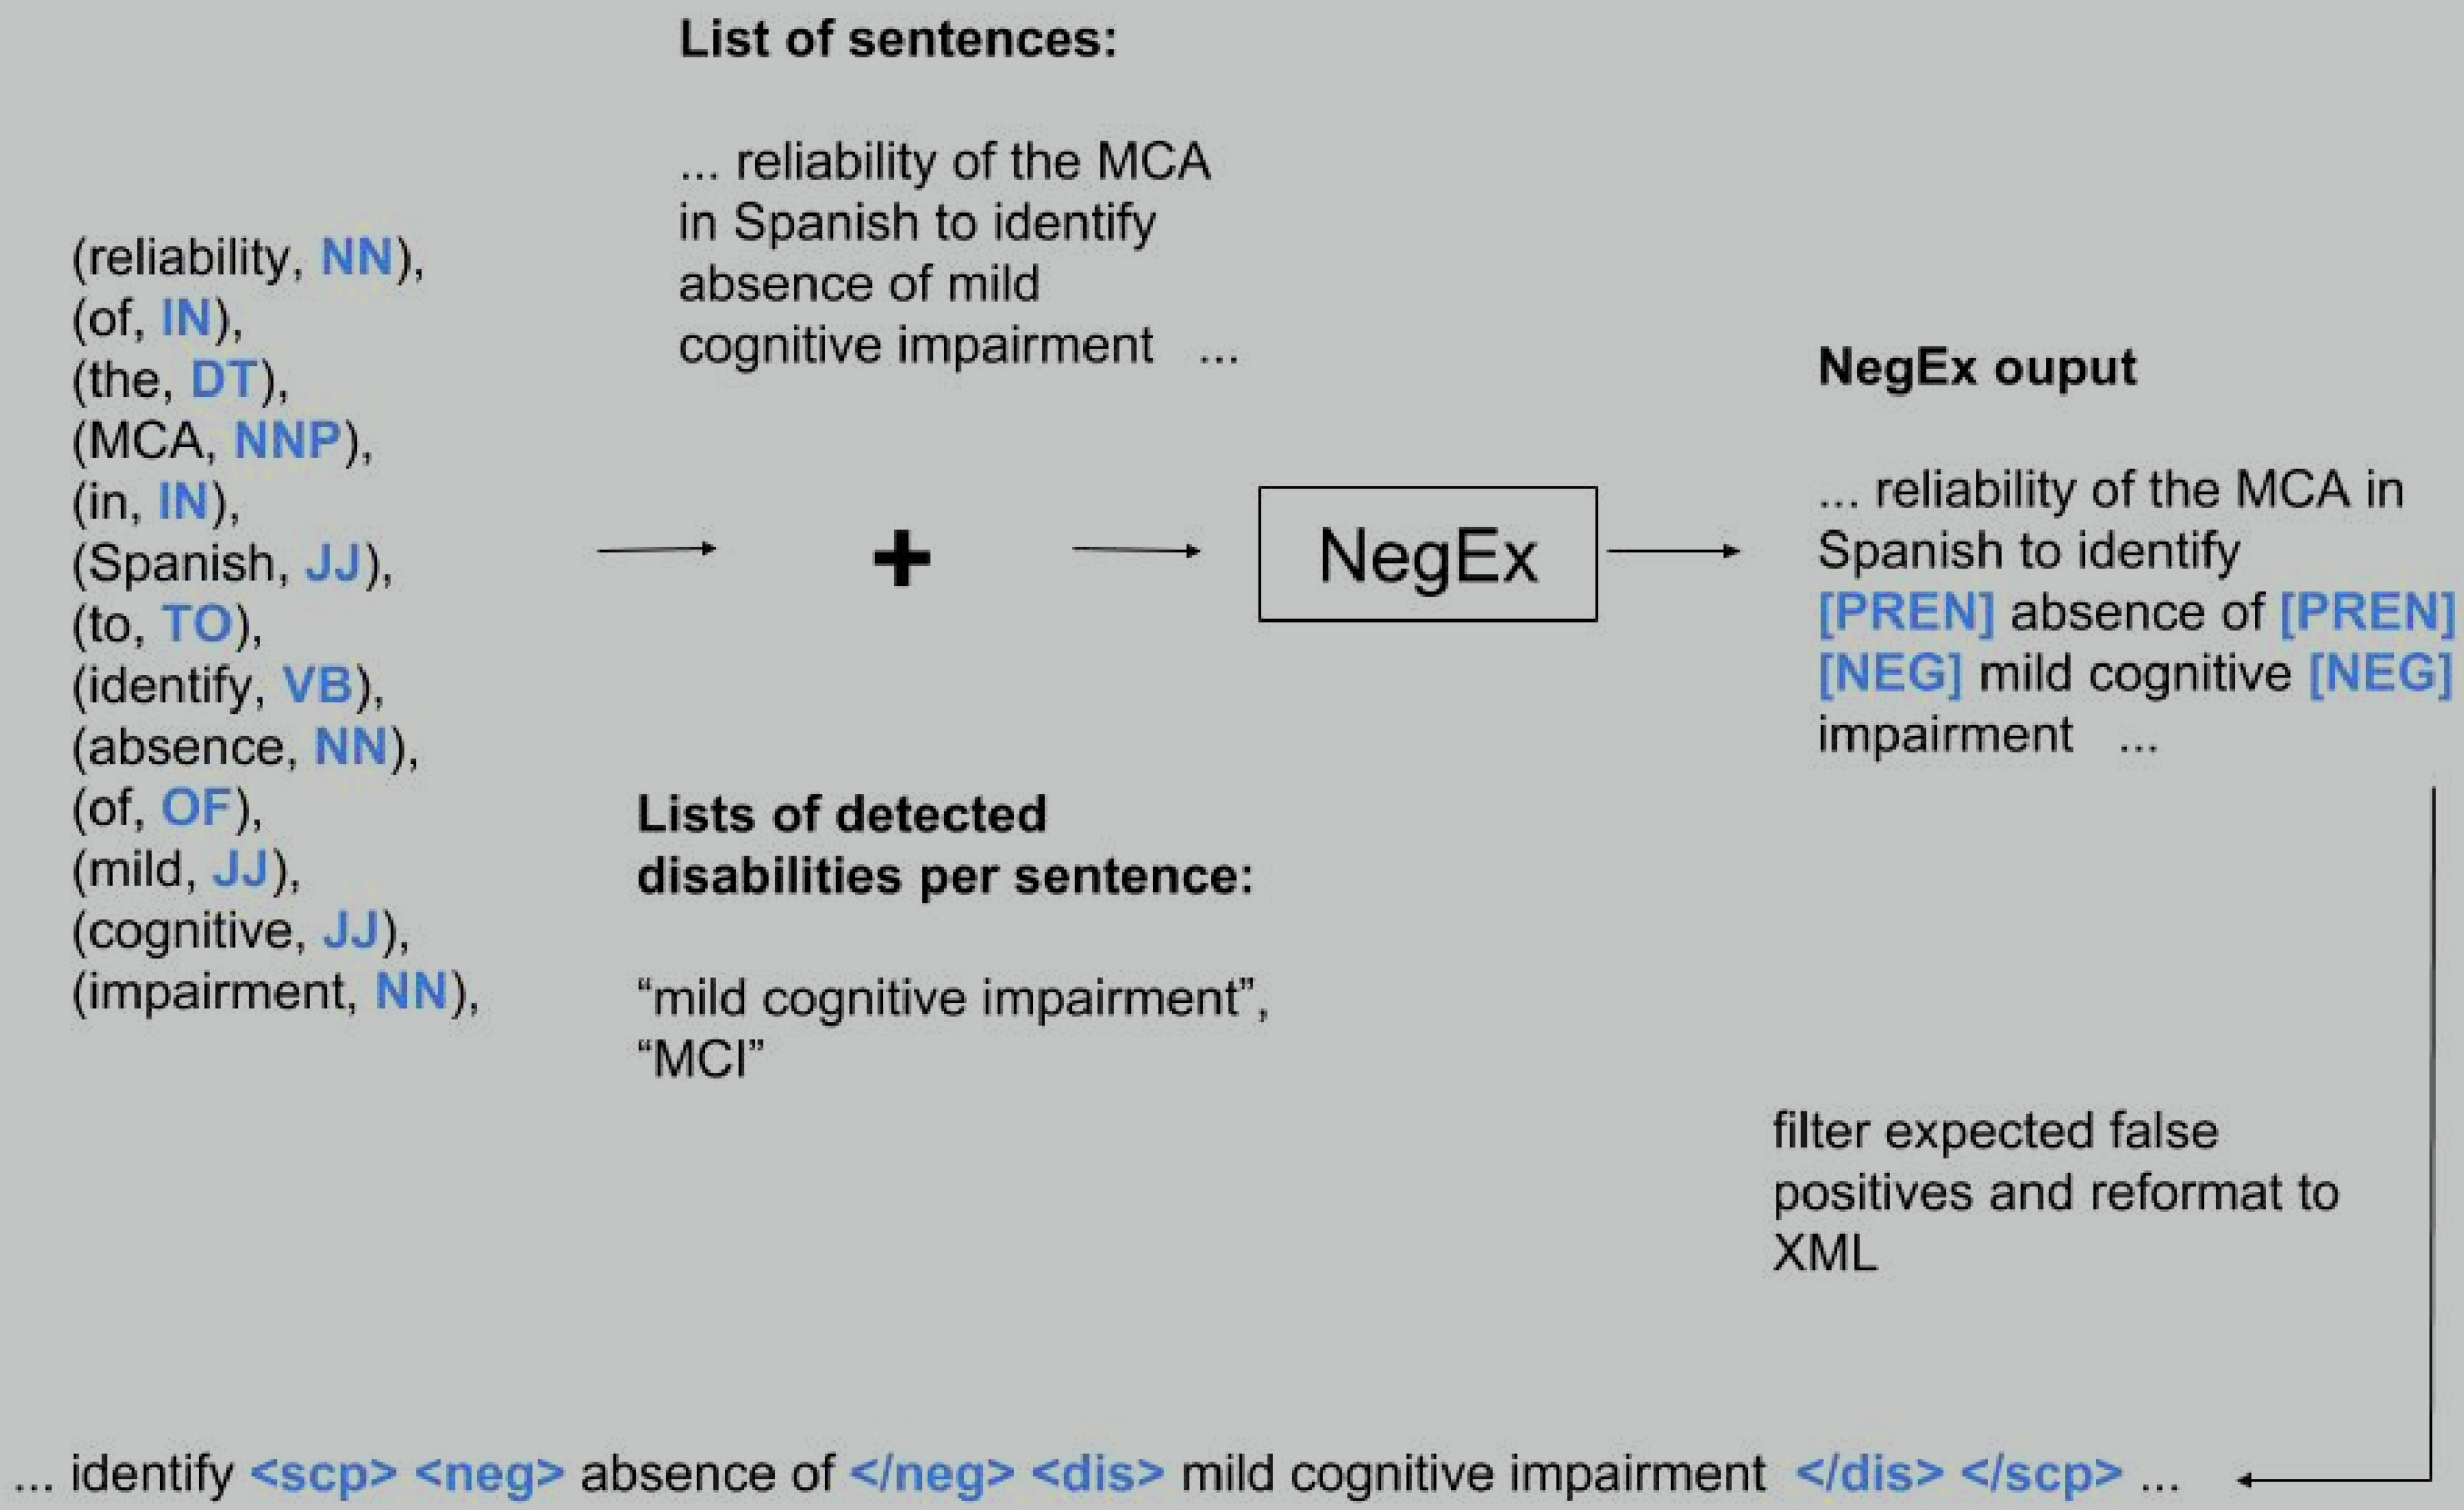 (reliability, NN),
(of, IN),
(the, DT),
(MCA, NNP),
(in, IN),
(Spanish, JJ),
(to, TO),
(identify, VB),
(absence, NN),
(of, OF),
(mild, JJ),
(cognitive, JJ),
(impairment, NN),
List of sentences:
... reliability of the MCA
in Spanish to identify
absence of mild
cognitive impairment ...
+
Lists of detected
disabilities per sentence:
“mild cognitive impairment”,
“MCI”
NegEx
NegEx ouput
... reliability of the MCA in
Spanish to identify
[PREN] absence of [PREN]
[NEG] mild cognitive [NEG]
impairment ...
filter expected false
positives and reformat to
XML
... identify <scp> <neg> absence of </neg> <dis> mild cognitive impairment </dis> </scp> ...